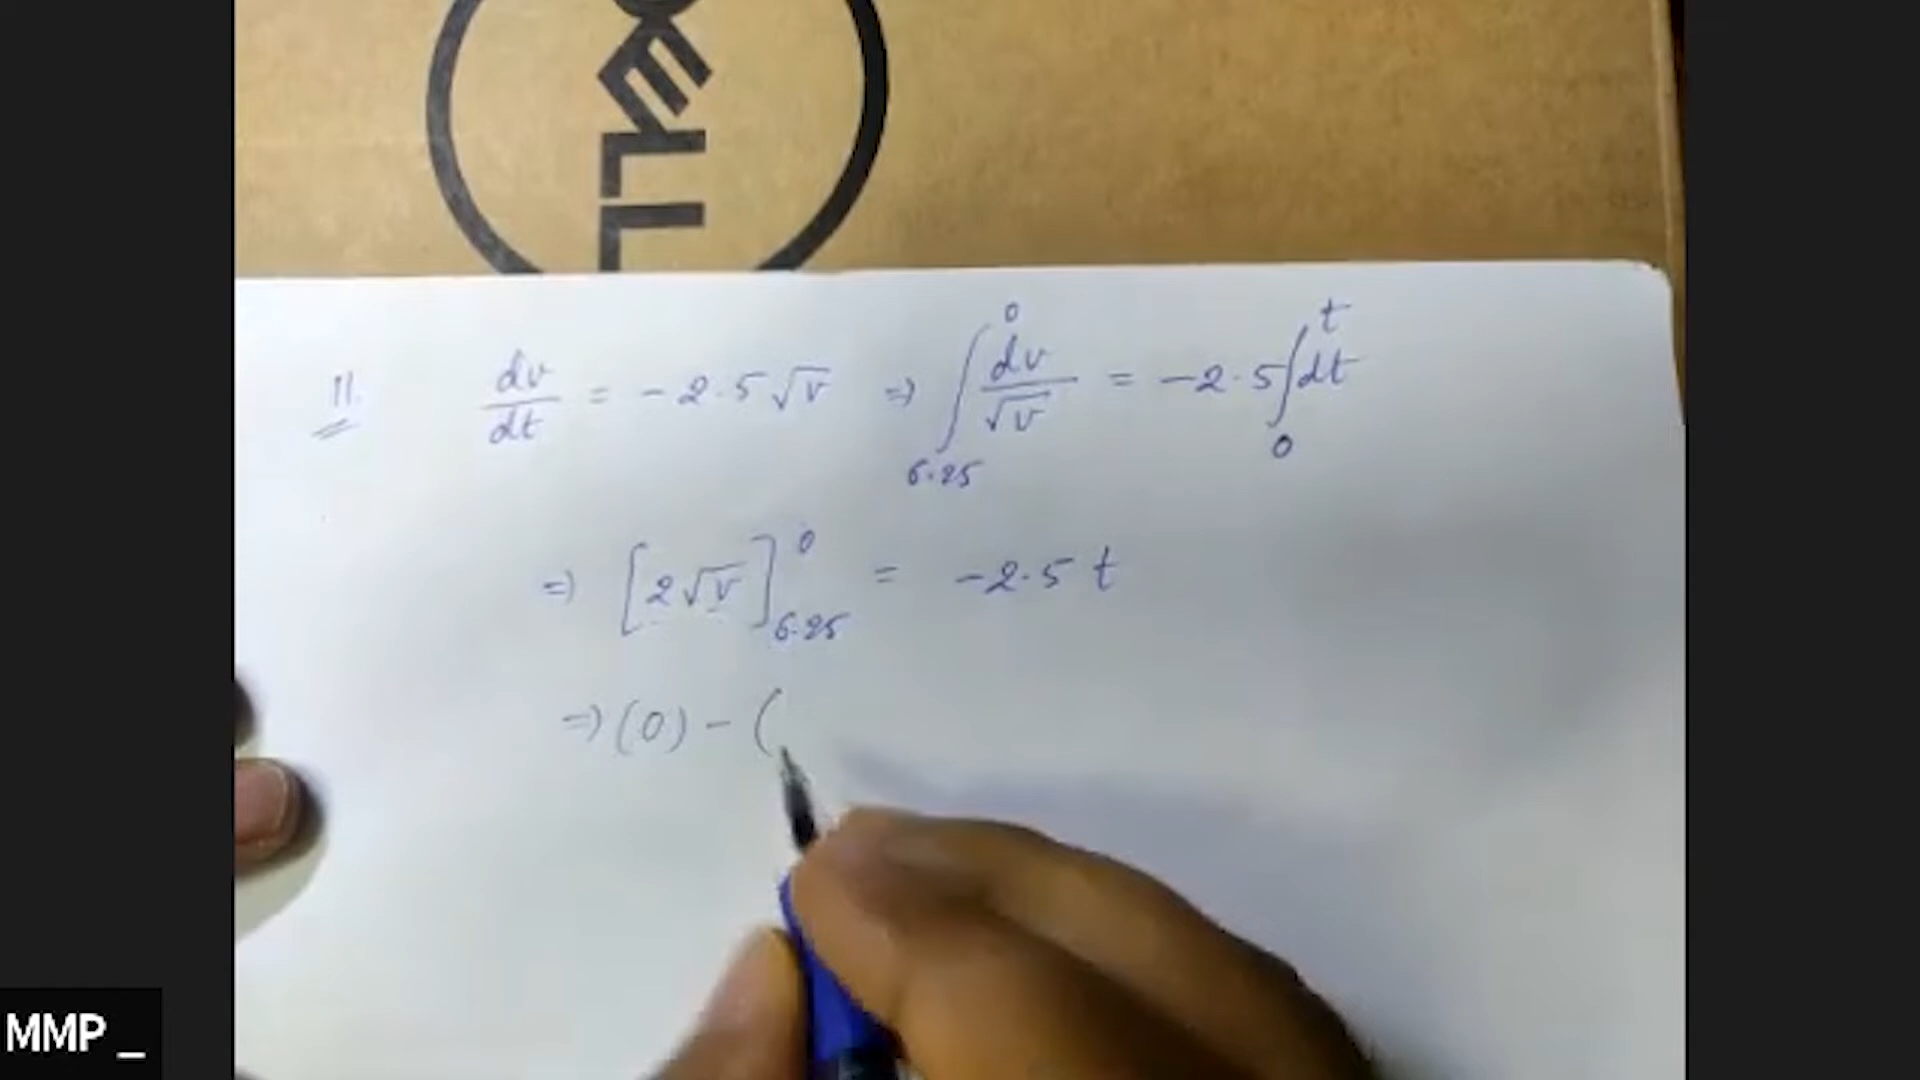 DELL
11. dv/dt = -2.5 √v => ∫_{6.25}^{0} dv/√v = -2.5 ∫_{0}^{t} dt
=> [2√v]_{6.25}^{0} = -2.5 t
=> (0) - (
MMP _